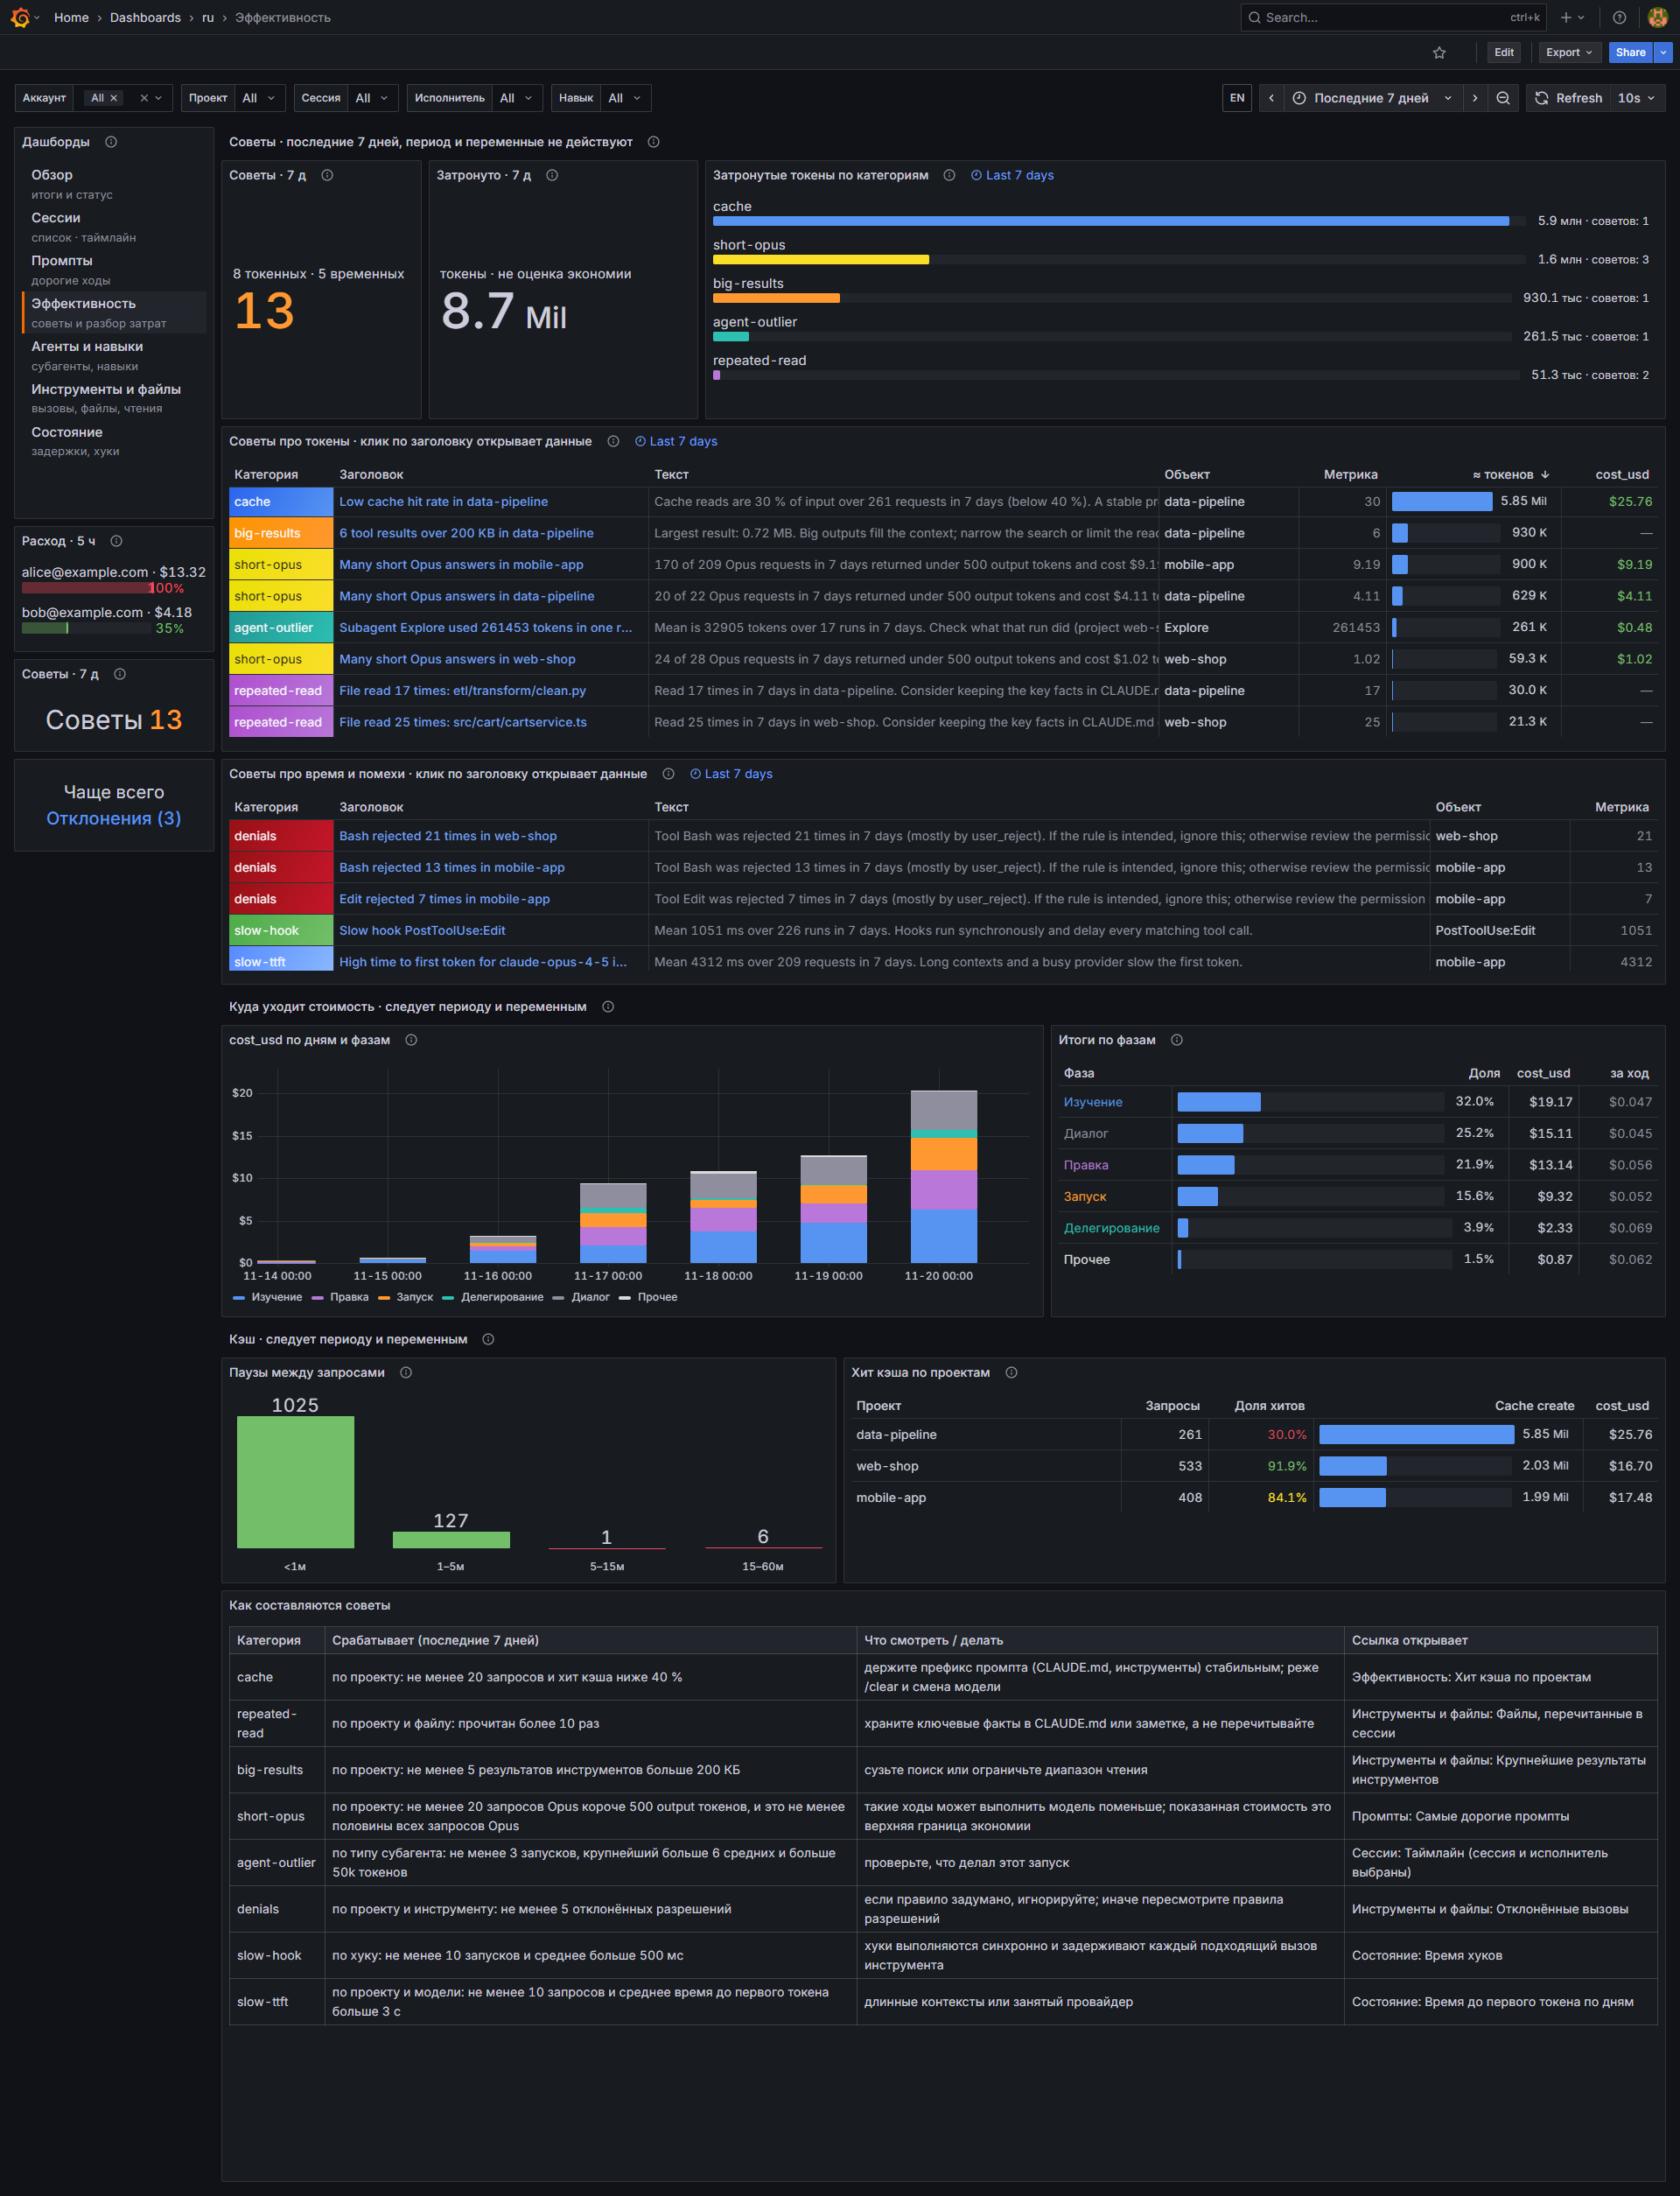 Home › Dashboards › ru › Эффективность
Search... ctrl+k
Edit Export Share
Аккаунт All Проект All Сессия All Исполнитель All Навык All
EN Последние 7 дней Refresh 10s
Дашборды
Обзор
итоги и статус
Сессии
список · таймлайн
Промпты
дорогие ходы
Эффективность
советы и разбор затрат
Агенты и навыки
субагенты, навыки
Инструменты и файлы
вызовы, файлы, чтения
Состояние
задержки, хуки
Расход · 5 ч
alice@example.com · $13.32
100%
bob@example.com · $4.18
35%
Советы · 7 д
Советы 13
Чаще всего
Отклонения (3)
Советы · последние 7 дней, период и переменные не действуют
Советы · 7 д
8 токенных · 5 временных
13
Затронуто · 7 д
токены · не оценка экономии
8.7 Mil
Затронутые токены по категориям Last 7 days
cache
5.9 млн · советов: 1
short-opus
1.6 млн · советов: 3
big-results
930.1 тыс · советов: 1
agent-outlier
261.5 тыс · советов: 1
repeated-read
51.3 тыс · советов: 2
Советы про токены · клик по заголовку открывает данные Last 7 days
Категория Заголовок Текст Объект Метрика ≈ токенов ↓ cost_usd
cache Low cache hit rate in data-pipeline Cache reads are 30 % of input over 261 requests in 7 days (below 40 %). A stable pr data-pipeline 30 5.85 Mil $25.76
big-results 6 tool results over 200 KB in data-pipeline Largest result: 0.72 MB. Big outputs fill the context; narrow the search or limit the read data-pipeline 6 930 K —
short-opus Many short Opus answers in mobile-app 170 of 209 Opus requests in 7 days returned under 500 output tokens and cost $9.1 mobile-app 9.19 900 K $9.19
short-opus Many short Opus answers in data-pipeline 20 of 22 Opus requests in 7 days returned under 500 output tokens and cost $4.11 to data-pipeline 4.11 629 K $4.11
agent-outlier Subagent Explore used 261453 tokens in one r... Mean is 32905 tokens over 17 runs in 7 days. Check what that run did (project web-s Explore 261453 261 K $0.48
short-opus Many short Opus answers in web-shop 24 of 28 Opus requests in 7 days returned under 500 output tokens and cost $1.02 to web-shop 1.02 59.3 K $1.02
repeated-read File read 17 times: etl/transform/clean.py Read 17 times in 7 days in data-pipeline. Consider keeping the key facts in CLAUDE.r data-pipeline 17 30.0 K —
repeated-read File read 25 times: src/cart/cartservice.ts Read 25 times in 7 days in web-shop. Consider keeping the key facts in CLAUDE.md web-shop 25 21.3 K —
Советы про время и помехи · клик по заголовку открывает данные Last 7 days
Категория Заголовок Текст Объект Метрика
denials Bash rejected 21 times in web-shop Tool Bash was rejected 21 times in 7 days (mostly by user_reject). If the rule is intended, ignore this; otherwise review the permissic web-shop 21
denials Bash rejected 13 times in mobile-app Tool Bash was rejected 13 times in 7 days (mostly by user_reject). If the rule is intended, ignore this; otherwise review the permissic mobile-app 13
denials Edit rejected 7 times in mobile-app Tool Edit was rejected 7 times in 7 days (mostly by user_reject). If the rule is intended, ignore this; otherwise review the permission mobile-app 7
slow-hook Slow hook PostToolUse:Edit Mean 1051 ms over 226 runs in 7 days. Hooks run synchronously and delay every matching tool call. PostToolUse:Edit 1051
slow-ttft High time to first token for claude-opus-4-5 i... Mean 4312 ms over 209 requests in 7 days. Long contexts and a busy provider slow the first token. mobile-app 4312
Куда уходит стоимость · следует периоду и переменным
cost_usd по дням и фазам
$20
$15
$10
$5
$0
11-14 00:00 11-15 00:00 11-16 00:00 11-17 00:00 11-18 00:00 11-19 00:00 11-20 00:00
Изучение Правка Запуск Делегирование Диалог Прочее
Итоги по фазам
Фаза Доля cost_usd за ход
Изучение 32.0% $19.17 $0.047
Диалог 25.2% $15.11 $0.045
Правка 21.9% $13.14 $0.056
Запуск 15.6% $9.32 $0.052
Делегирование 3.9% $2.33 $0.069
Прочее 1.5% $0.87 $0.062
Кэш · следует периоду и переменным
Паузы между запросами
1025 127 1 6
<1м 1–5м 5–15м 15–60м
Хит кэша по проектам
Проект Запросы Доля хитов Cache create cost_usd
data-pipeline 261 30.0% 5.85 Mil $25.76
web-shop 533 91.9% 2.03 Mil $16.70
mobile-app 408 84.1% 1.99 Mil $17.48
Как составляются советы
Категория Срабатывает (последние 7 дней) Что смотреть / делать Ссылка открывает
cache по проекту: не менее 20 запросов и хит кэша ниже 40 % держите префикс промпта (CLAUDE.md, инструменты) стабильным; реже
/clear и смена модели Эффективность: Хит кэша по проектам
repeated-
read по проекту и файлу: прочитан более 10 раз храните ключевые факты в CLAUDE.md или заметке, а не перечитывайте Инструменты и файлы: Файлы, перечитанные в
сессии
big-results по проекту: не менее 5 результатов инструментов больше 200 КБ сузьте поиск или ограничьте диапазон чтения Инструменты и файлы: Крупнейшие результаты
инструментов
short-opus по проекту: не менее 20 запросов Opus короче 500 output токенов, и это не менее
половины всех запросов Opus такие ходы может выполнить модель поменьше; показанная стоимость это
верхняя граница экономии Промпты: Самые дорогие промпты
agent-outlier по типу субагента: не менее 3 запусков, крупнейший больше 6 средних и больше
50k токенов проверьте, что делал этот запуск Сессии: Таймлайн (сессия и исполнитель
выбраны)
denials по проекту и инструменту: не менее 5 отклонённых разрешений если правило задумано, игнорируйте; иначе пересмотрите правила
разрешений Инструменты и файлы: Отклонённые вызовы
slow-hook по хуку: не менее 10 запусков и среднее больше 500 мс хуки выполняются синхронно и задерживают каждый подходящий вызов
инструмента Состояние: Время хуков
slow-ttft по проекту и модели: не менее 10 запросов и среднее время до первого токена
больше 3 с длинные контексты или занятый провайдер Состояние: Время до первого токена по дням